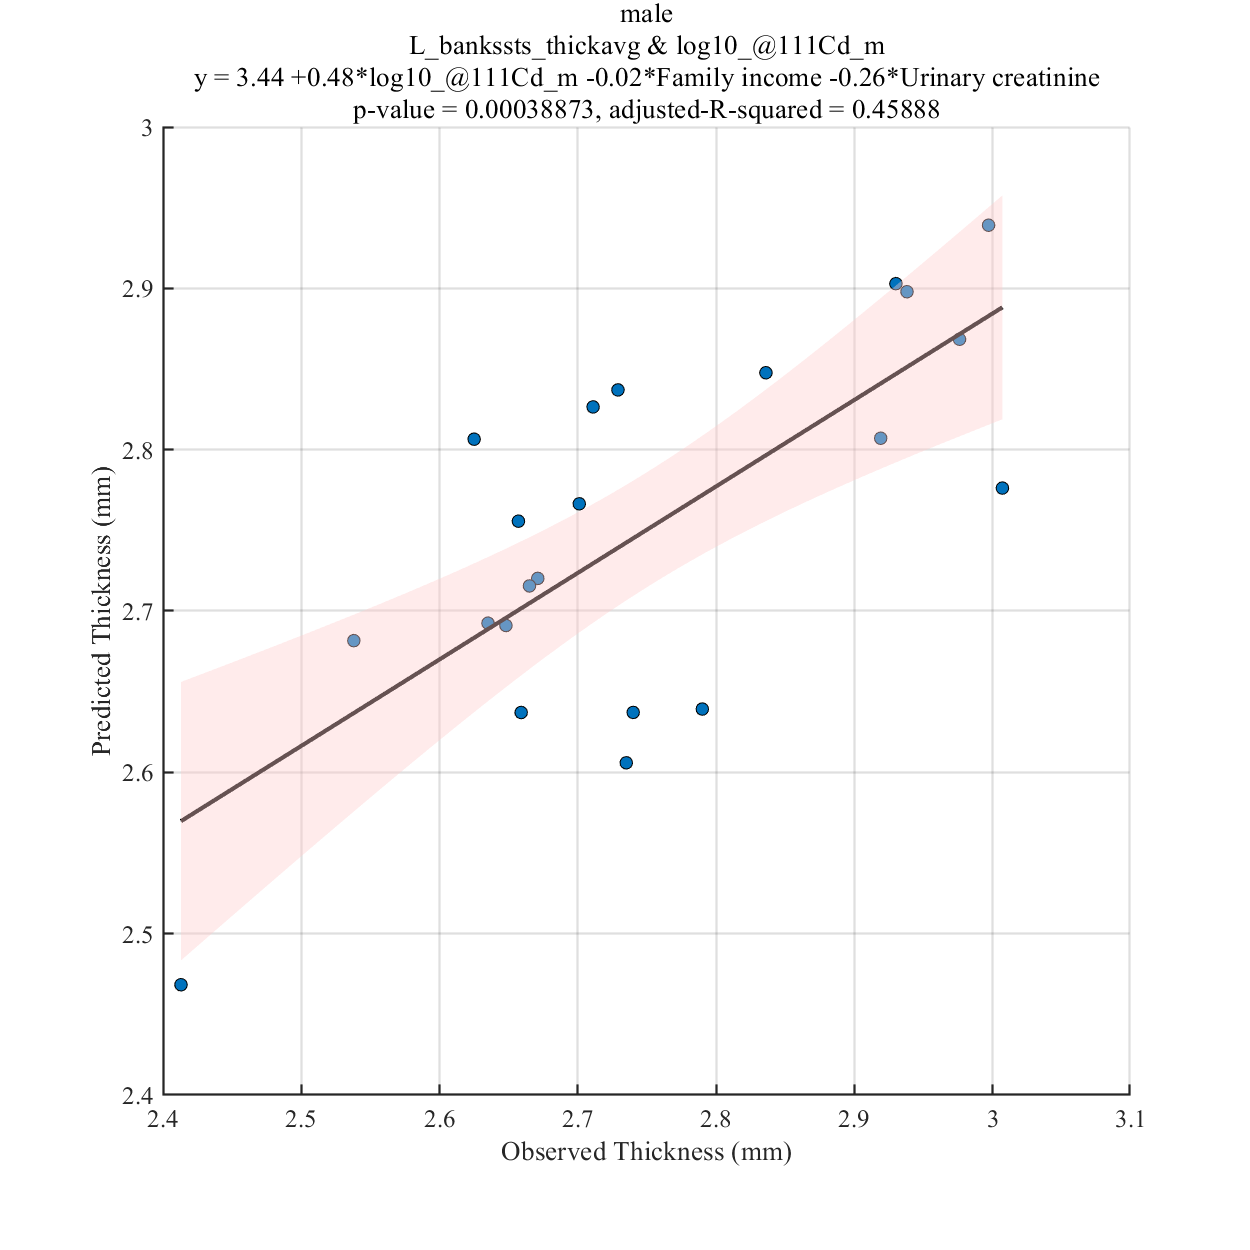 male
L_bankssts_thickavg & log10_@111Cd_m
y = 3.44 +0.48*log10_@111Cd_m -0.02*Family income -0.26*Urinary creatinine
p-value = 0.00038873, adjusted-R-squared = 0.45888
3
2.9
2.8
2.7
2.6
2.5
2.4
Predicted Thickness (mm)
2.4 2.5 2.6 2.7 2.8 2.9 3 3.1
Observed Thickness (mm)